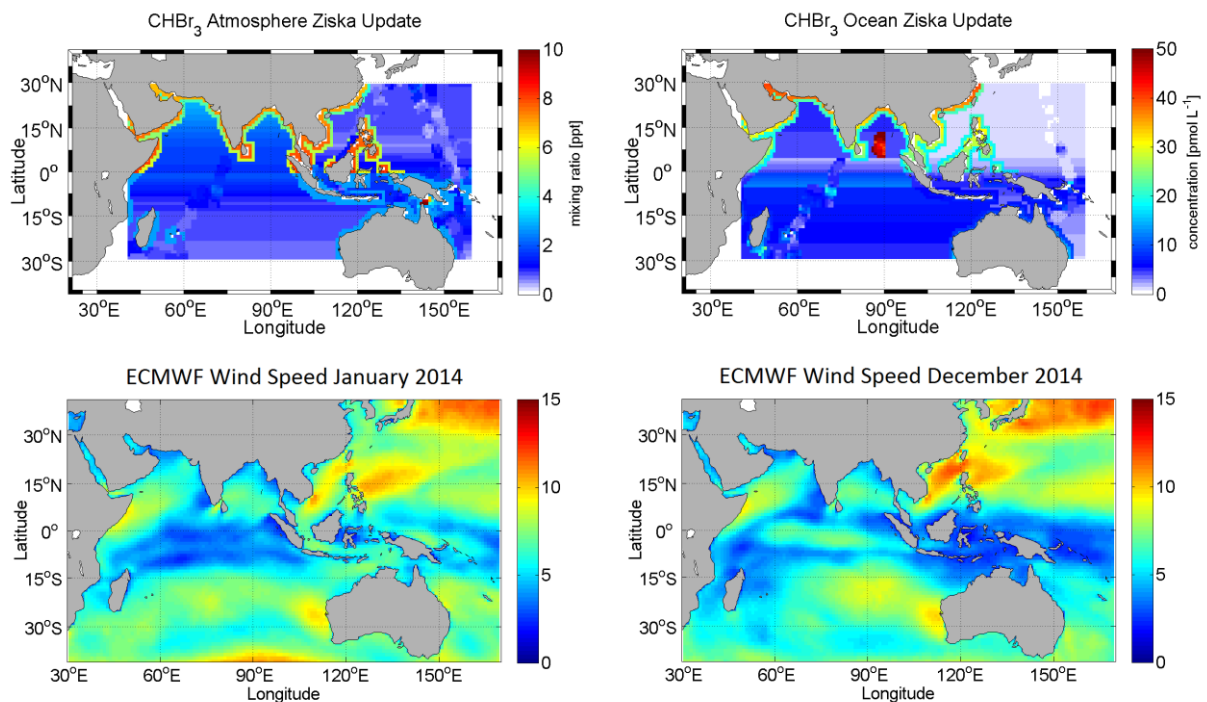 CHBr3 Atmosphere Ziska Update
30°N
15°N
0°
15°S
30°S
Latitude
30°E
60°E
90°E
120°E
150°E
Longitude
10
8
6
4
2
0
mixing ratio [ppt]
CHBr3 Ocean Ziska Update
30°N
15°N
0°
15°S
30°S
Latitude
30°E
60°E
90°E
120°E
150°E
Longitude
50
40
30
20
10
0
concentration [pmol L-1]
ECMWF Wind Speed January 2014
30°N
15°N
0°
15°S
30°S
Latitude
30°E
60°E
90°E
120°E
150°E
Longitude
15
10
5
0
ECMWF Wind Speed December 2014
30°N
15°N
0°
15°S
30°S
Latitude
30°E
60°E
90°E
120°E
150°E
Longitude
15
10
5
0